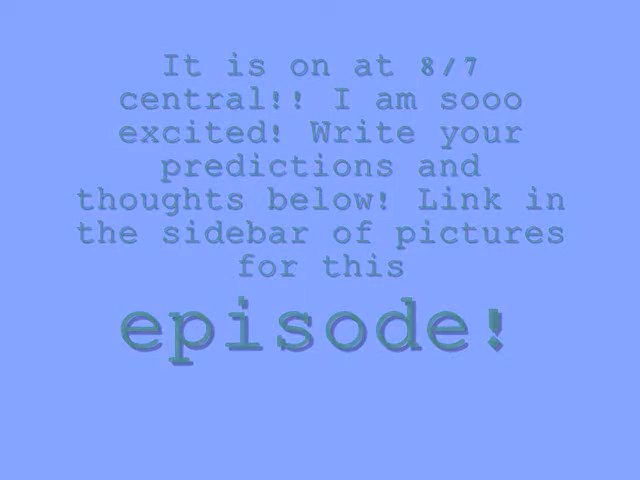 It is on at 8/7
central!! I am sooo
excited! Write your
predictions and
thoughts below! Link in
the sidebar of pictures
for this
episode!